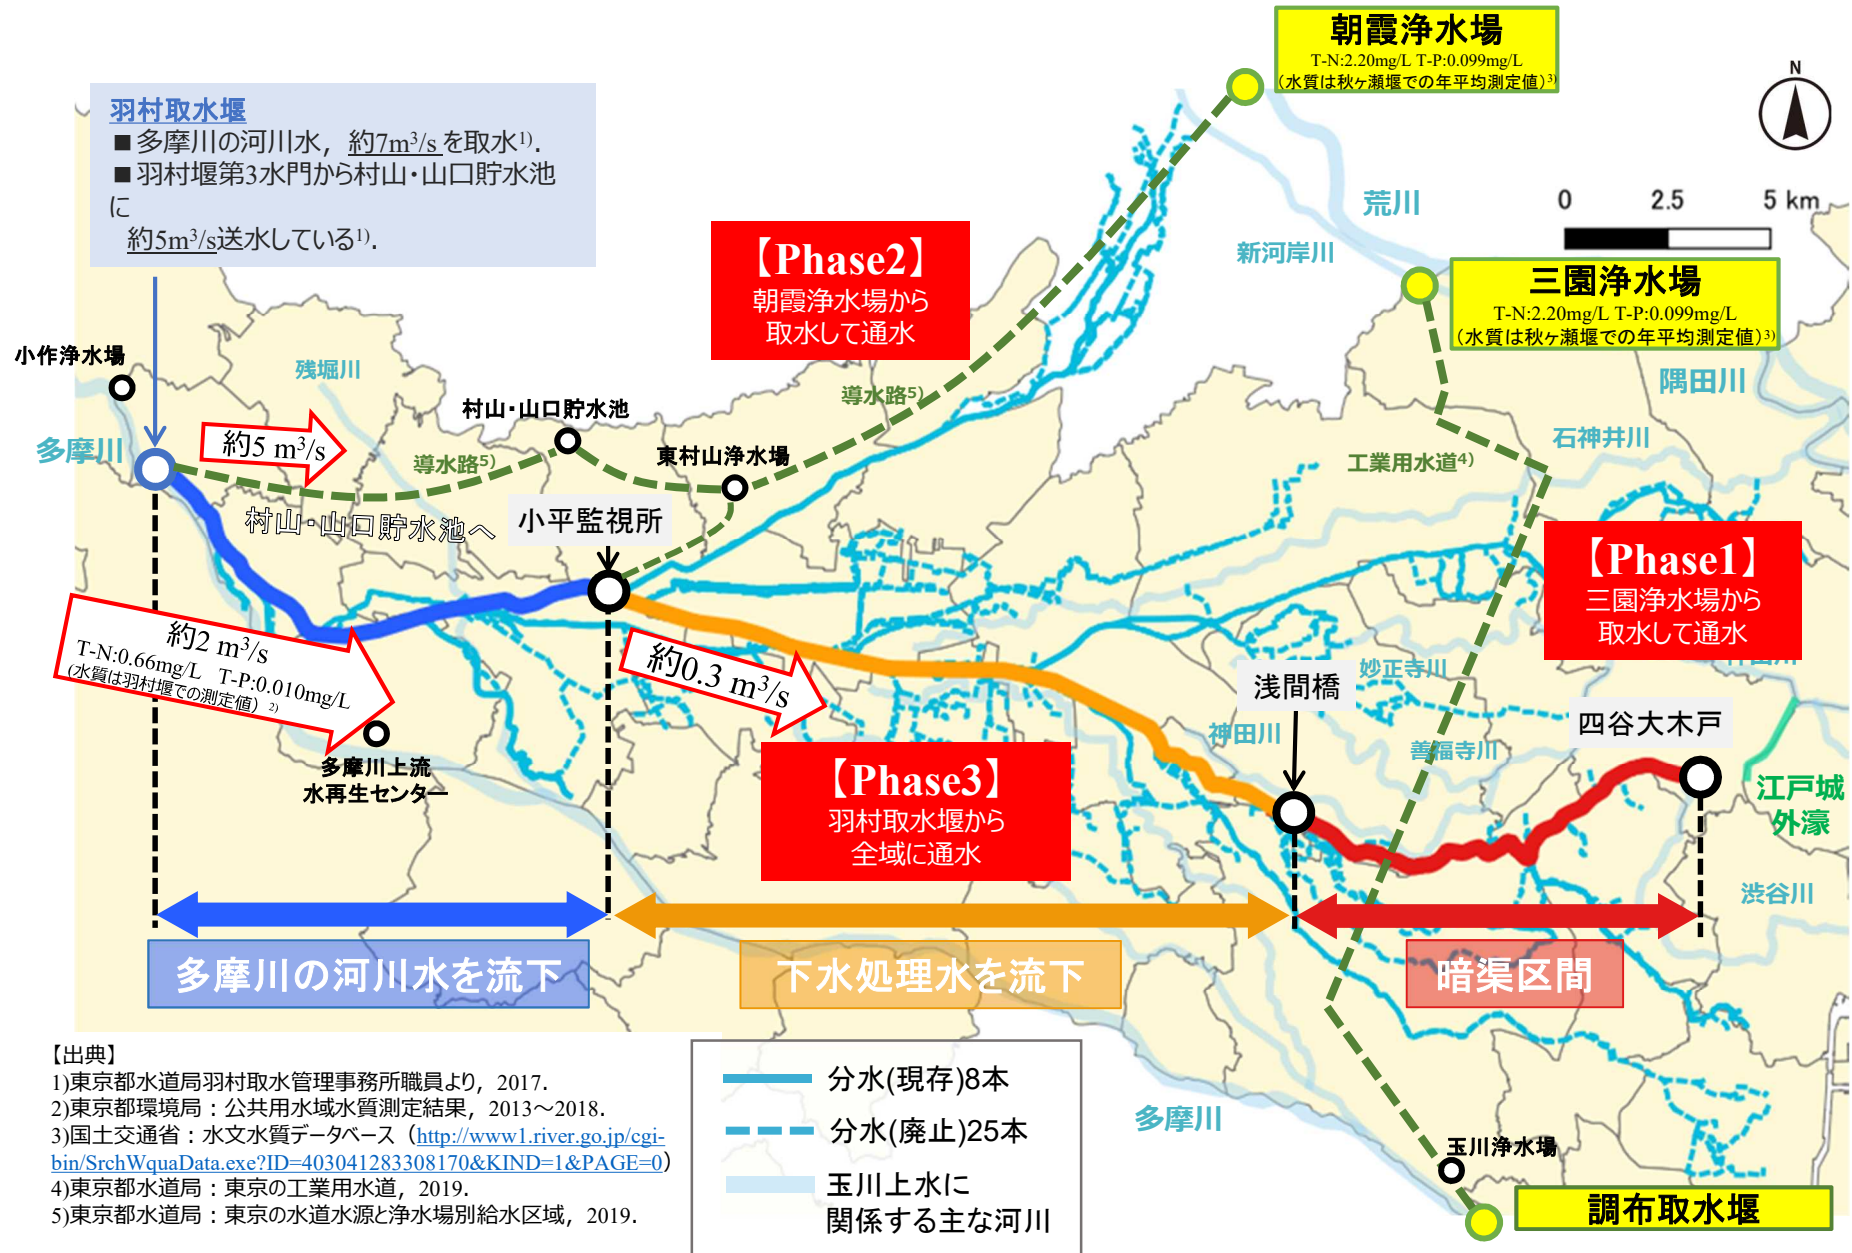 朝霞浄水場
T-N:2.20mg/L T-P:0.099mg/L
(水質は秋ヶ瀬堰での年平均測定値)3)
N
羽村取水堰
■多摩川の河川水，約7m3/sを取水1).
■羽村堰第3水門から村山・山口貯水池
に
約5m3/s送水している1).
0 2.5 5 km
荒川
新河岸川
【Phase2】
朝霞浄水場から
取水して通水
三園浄水場
T-N:2.20mg/L T-P:0.099mg/L
(水質は秋ヶ瀬堰での年平均測定値)3)
小作浄水場
残堀川
隅田川
導水路5)
村山・山口貯水池
多摩川
約5 m3/s
導水路5)
東村山浄水場
石神井川
工業用水道4)
村山・山口貯水池へ
小平監視所
【Phase1】
三園浄水場から
取水して通水
約2 m3/s
T-N:0.66mg/L T-P:0.010mg/L
(水質は羽村堰での測定値) 2)
約0.3 m3/s
妙正寺川
浅間橋
四谷大木戸
神田川
善福寺川
多摩川上流
水再生センター
【Phase3】
羽村取水堰から
全域に通水
江戸城
外濠
渋谷川
多摩川の河川水を流下
下水処理水を流下
暗渠区間
【出典】
1)東京都水道局羽村取水管理事務所職員より，2017.
2)東京都環境局：公共用水域水質測定結果，2013～2018.
3)国土交通省：水文水質データベース（http://www1.river.go.jp/cgi-
bin/SrchWquaData.exe?ID=403041283308170&KIND=1&PAGE=0）
4)東京都水道局：東京の工業用水道，2019.
5)東京都水道局：東京の水道水源と浄水場別給水区域，2019.
分水(現存)8本
分水(廃止)25本
玉川上水に
関係する主な河川
多摩川
玉川浄水場
調布取水堰